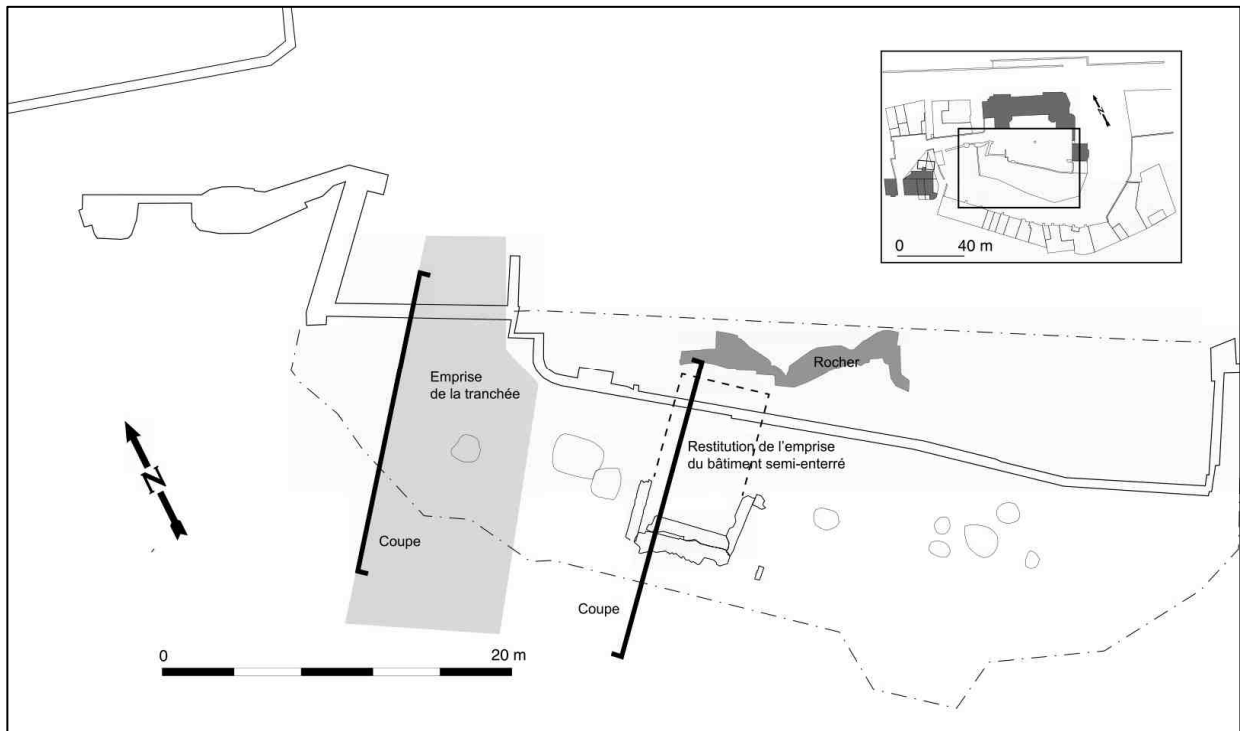 0 40 m
Rocher
Emprise
de la tranchée
Restitution de l'emprise
du bâtiment semi-enterré
N
Coupe
Coupe
0 20 m